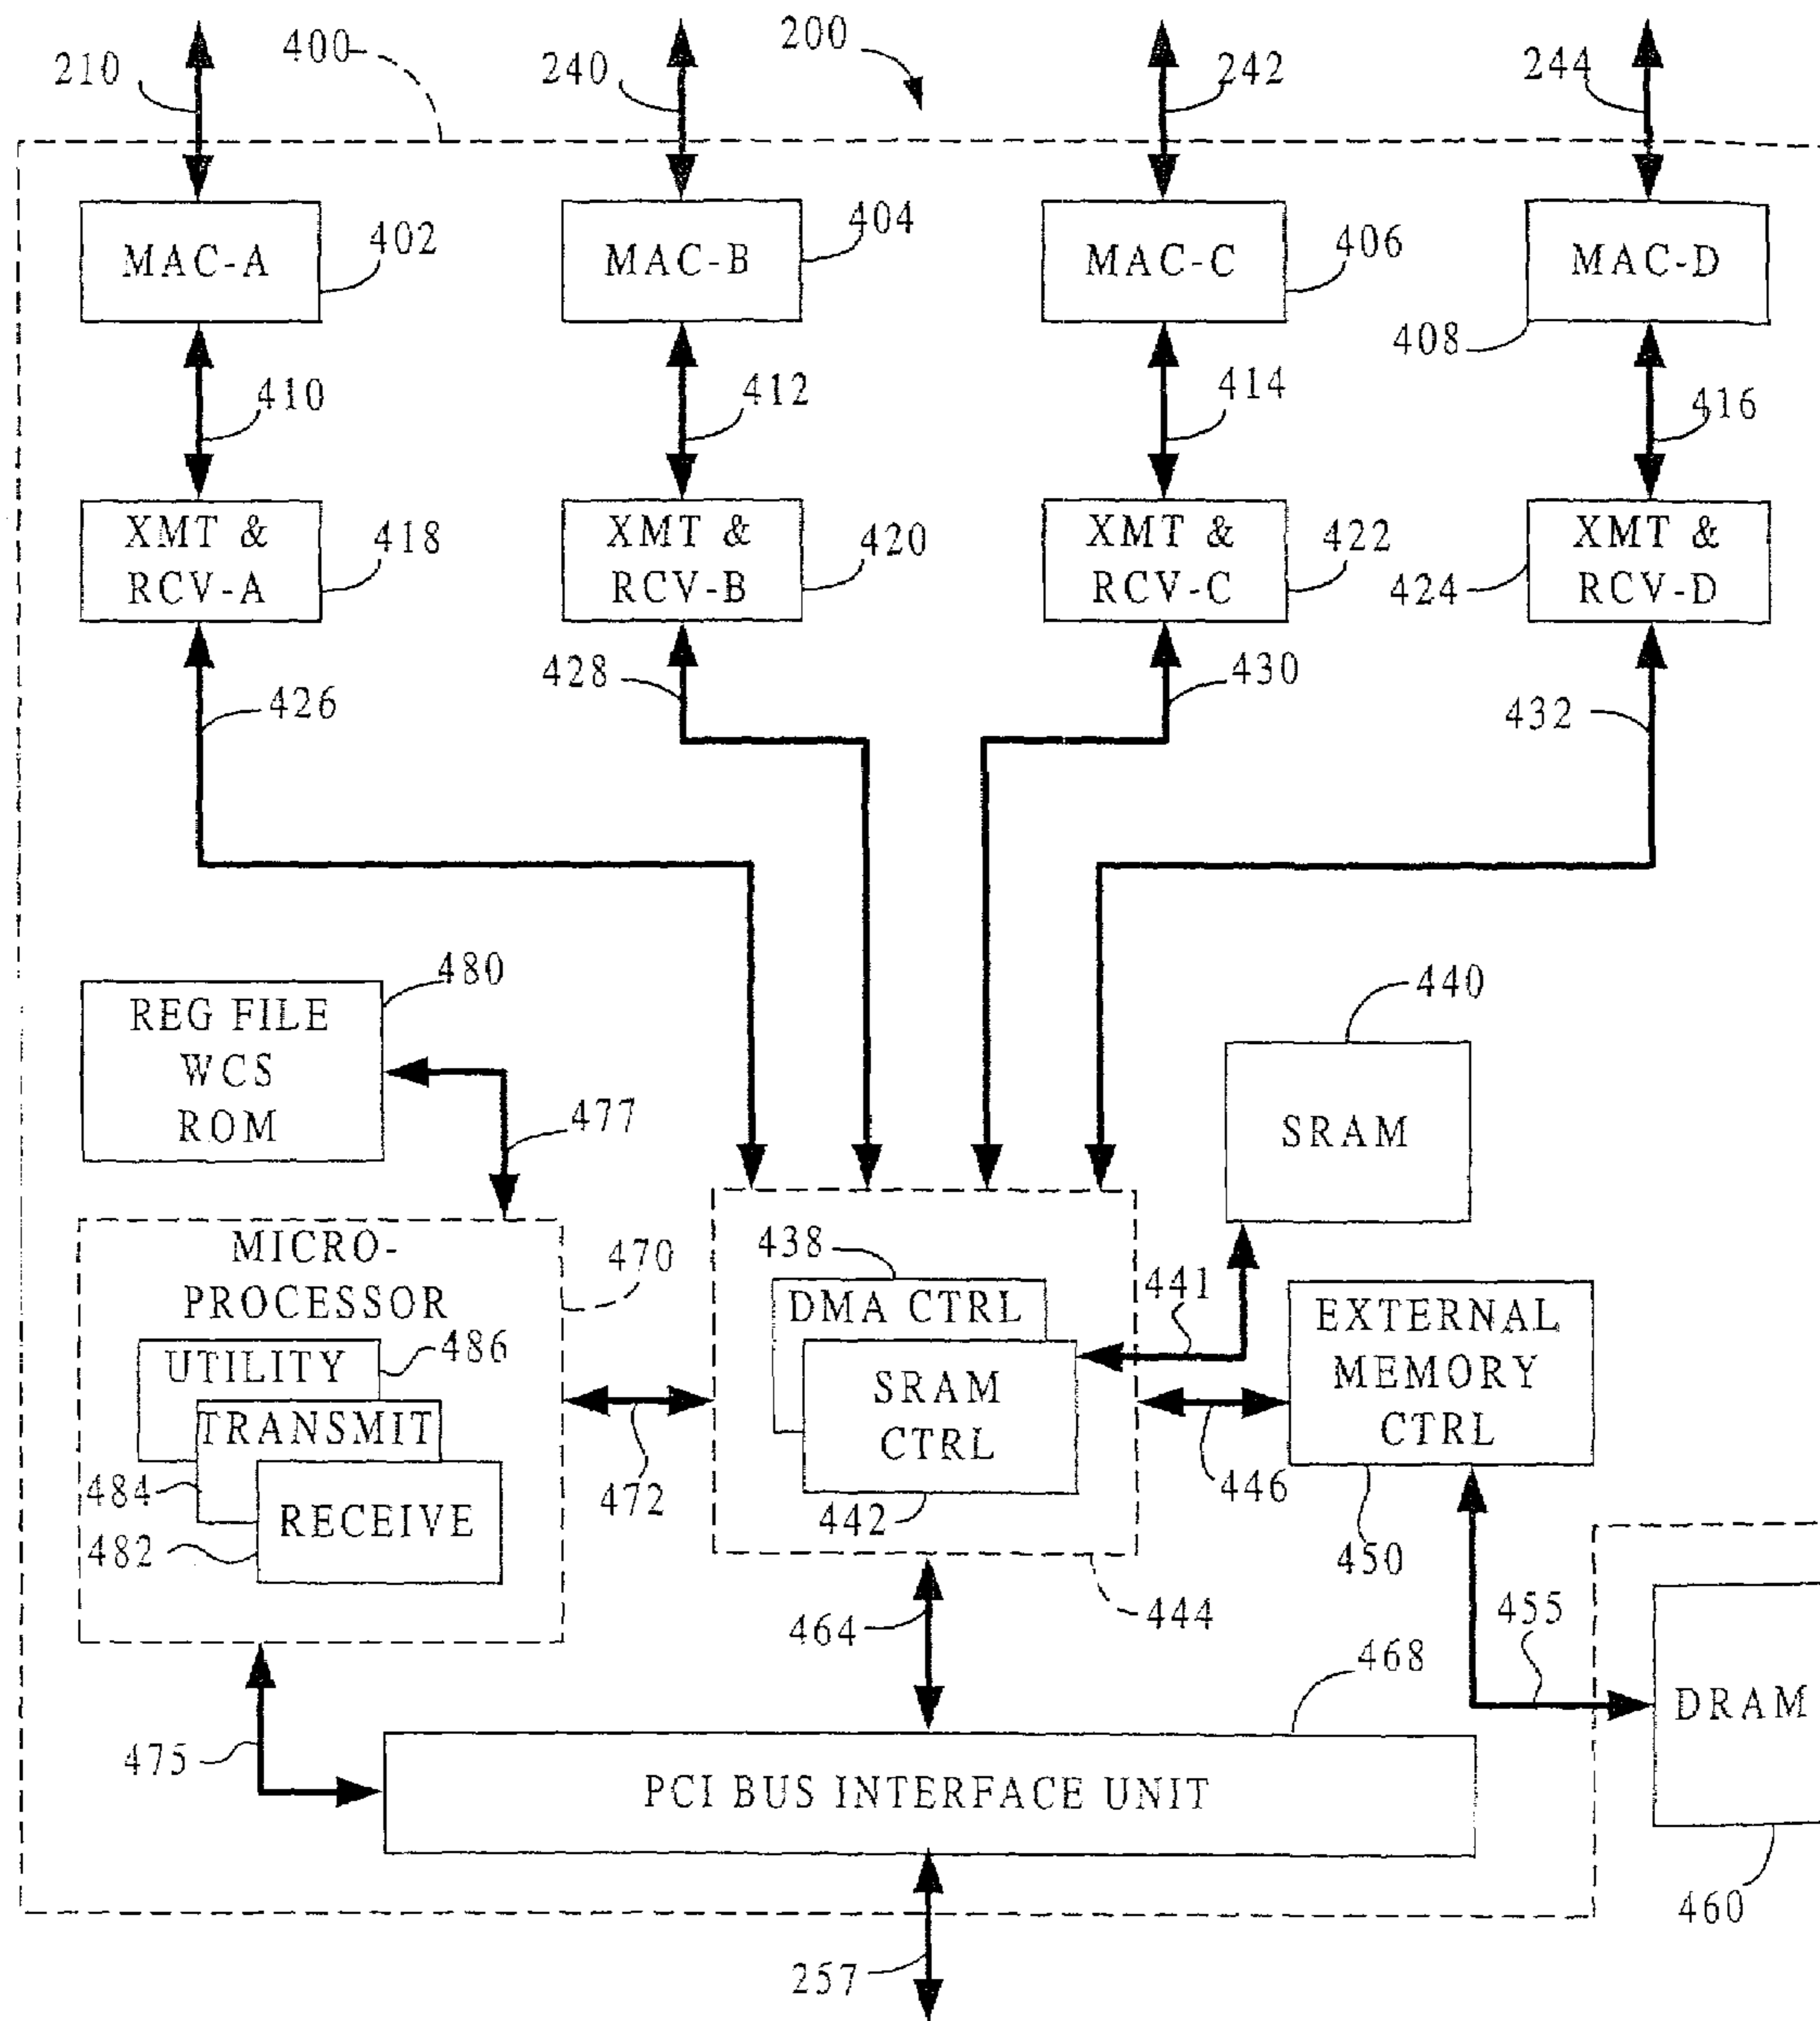 400
200
210
240
242
244
MAC-A
402
MAC-B
404
MAC-C
406
MAC-D
408
410
412
414
416
XMT &
RCV-A
418
XMT &
RCV-B
420
XMT &
RCV-C
422
XMT &
RCV-D
424
426
428
430
432
480
REG FILE
WCS
ROM
477
440
SRAM
MICRO-
PROCESSOR
470
UTILITY
486
TRANSMIT
484
RECEIVE
482
472
438
DMA CTRL
SRAM
CTRL
442
441
446
444
EXTERNAL
MEMORY
CTRL
450
455
DRAM
460
464
468
475
PCI BUS INTERFACE UNIT
257